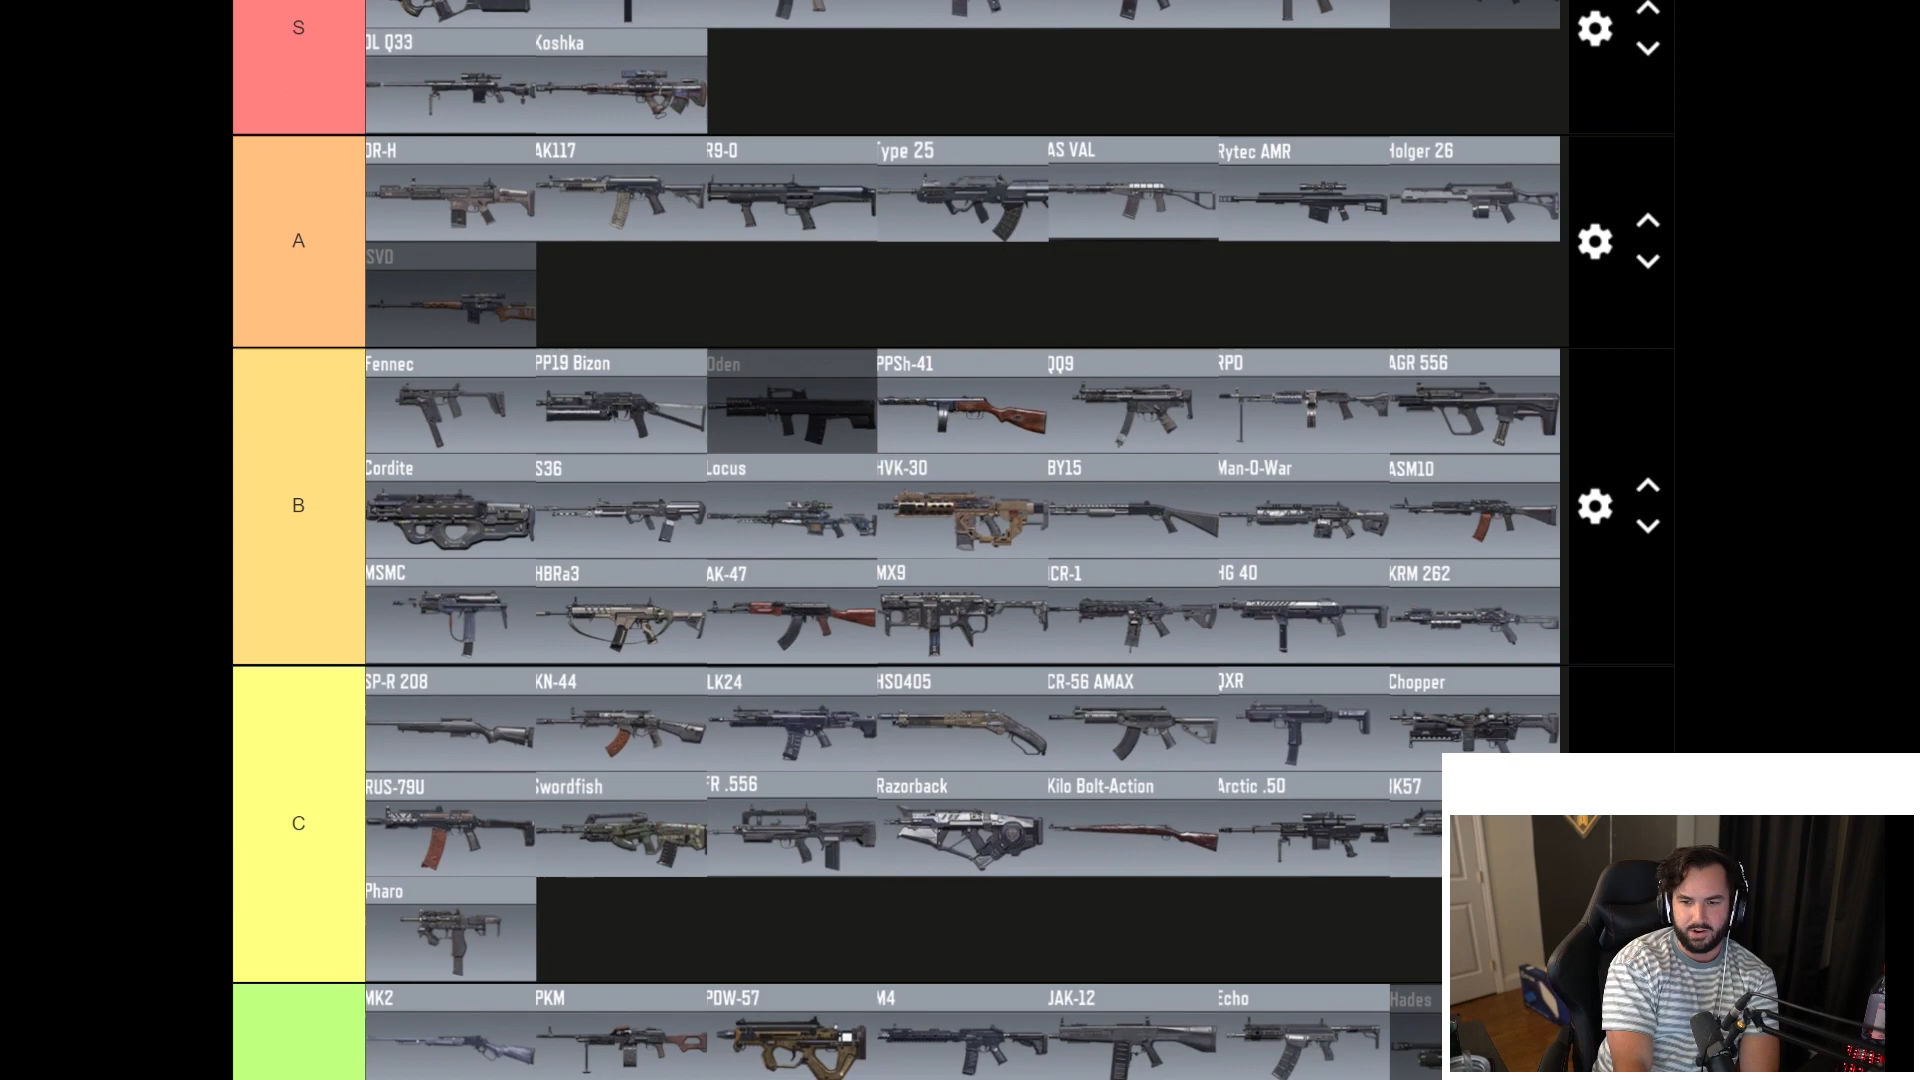 S
DL Q33 Koshka
A
DR-H AK117 R9-0 Type 25 AS VAL Rytec AMR Holger 26
SVD
B
Fennec PP19 Bizon Oden PPSh-41 QQ9 RPD AGR 556
Cordite S36 Locus HVK-30 BY15 Man-O-War ASM10
MSMC HBRa3 AK-47 MX9 ICR-1 HG 40 KRM 262
C
SP-R 208 KN-44 LK24 HS0405 CR-56 AMAX QXR Chopper
RUS-79U Swordfish FR .556 Razorback Kilo Bolt-Action Arctic .50 HK57
Pharo
MK2 PKM PDW-57 M4 JAK-12 Echo Hades